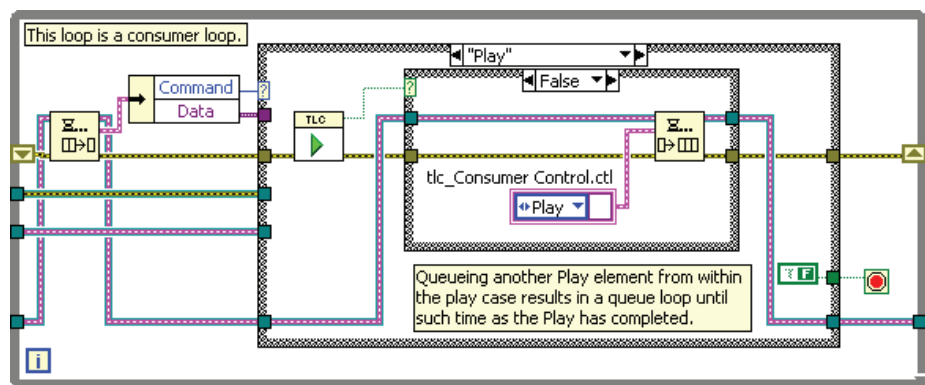 This loop is a consumer loop.
"Play"
False
Command
Data
TLC
tlc_Consumer Control.ctl
Play
Queueing another Play element from within
the play case results in a queue loop until
such time as the Play has completed.
F
i